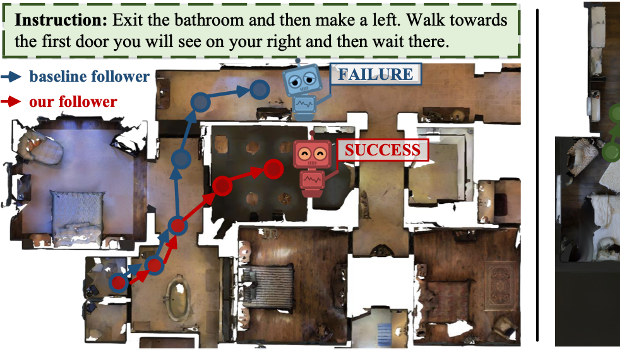 Instruction: Exit the bathroom and then make a left. Walk towards
the first door you will see on your right and then wait there.
baseline follower
FAILURE
our follower
SUCCESS